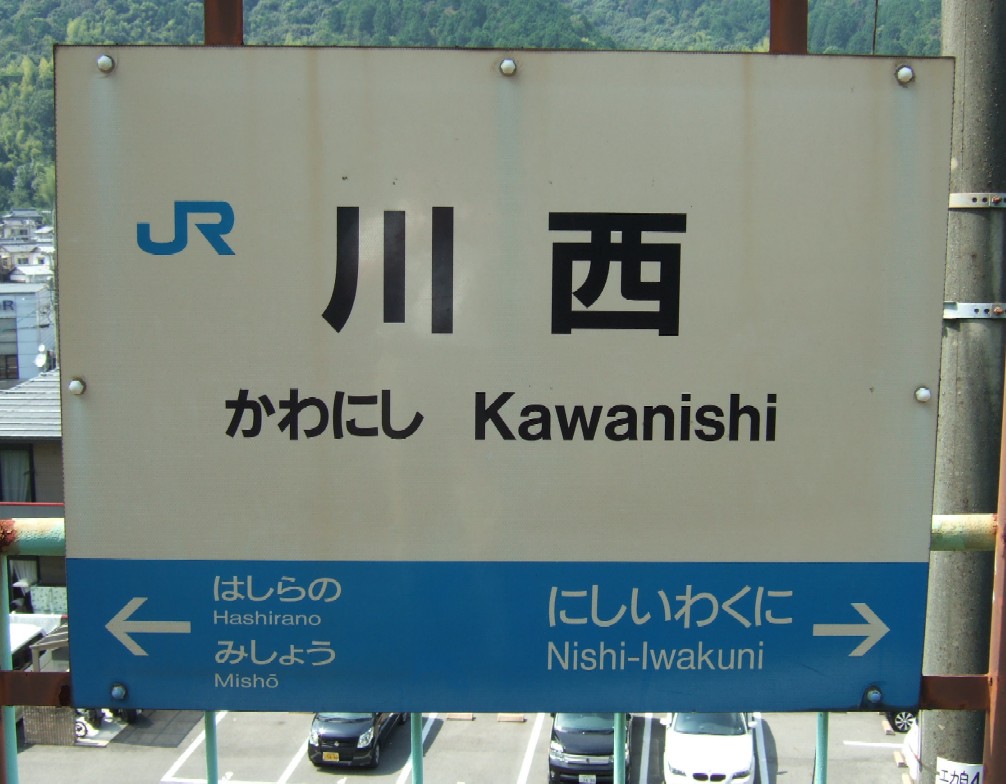 JR
川西
かわにし Kawanishi
はしらの
Hashirano
みしょう
Mishō
にしいわくに
Nishi-Iwakuni